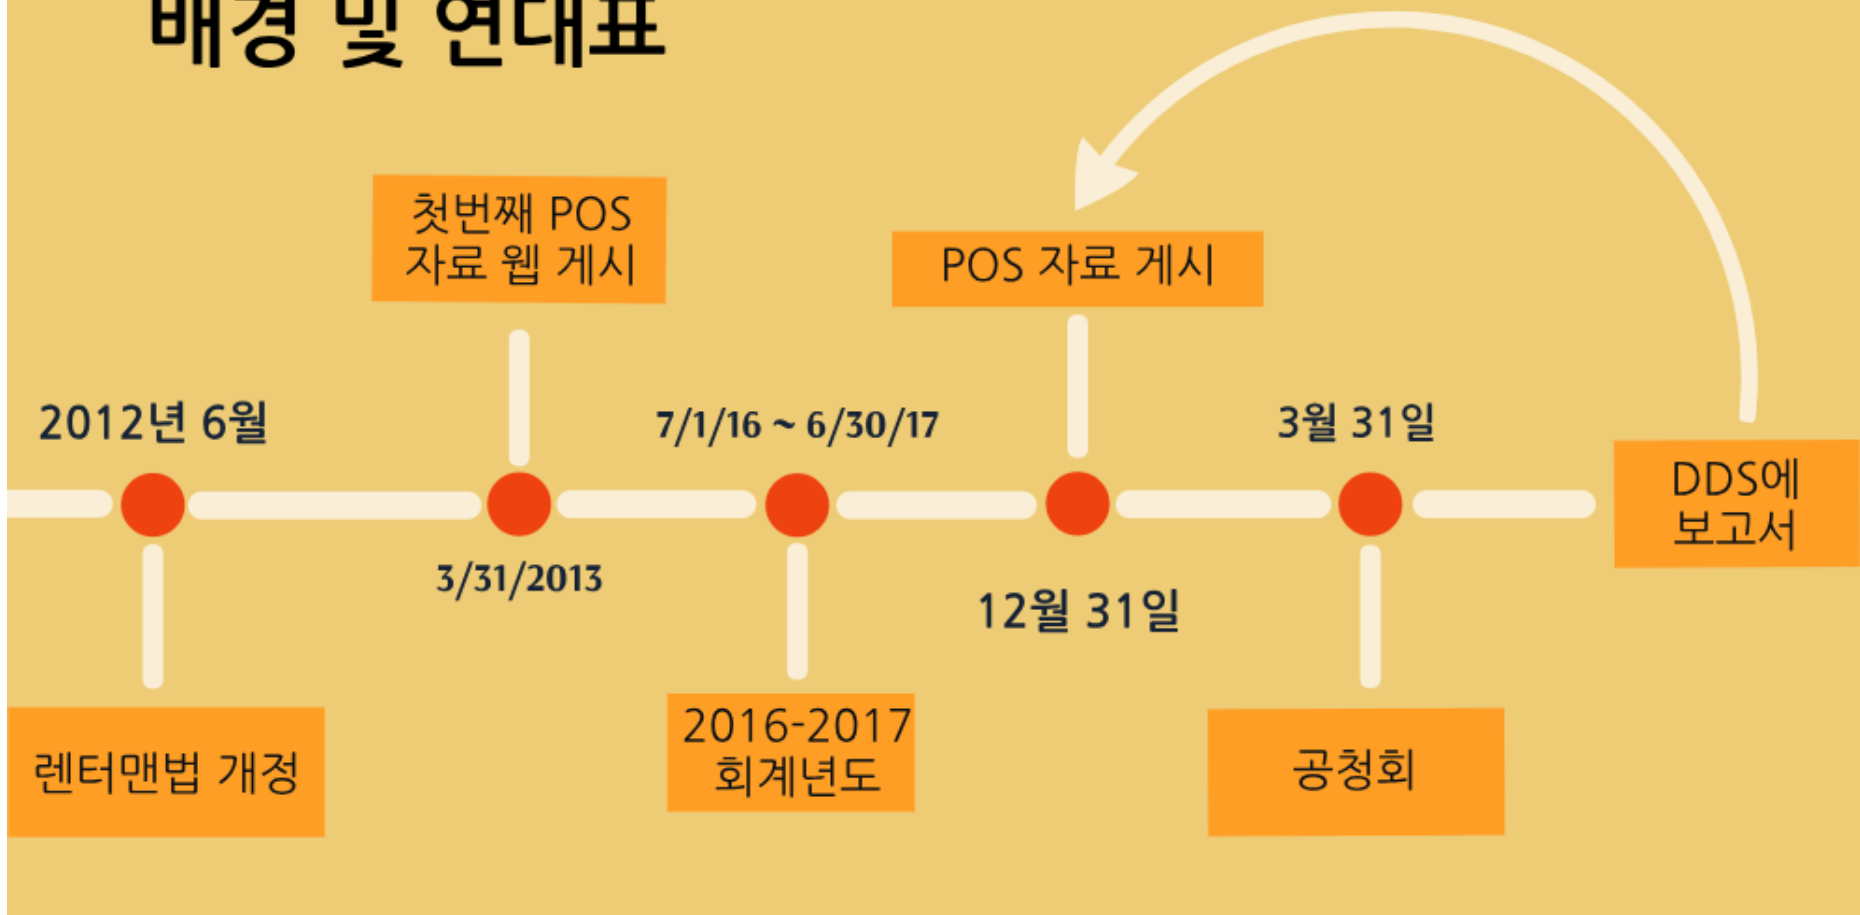 배경 및 연대표
첫번째 POS
자료 웹 게시
POS 자료 게시
2012년 6월
7/1/16 ~ 6/30/17
3월 31일
DDS에
보고서
3/31/2013
12월 31일
렌터맨법 개정
2016-2017
회계년도
공청회